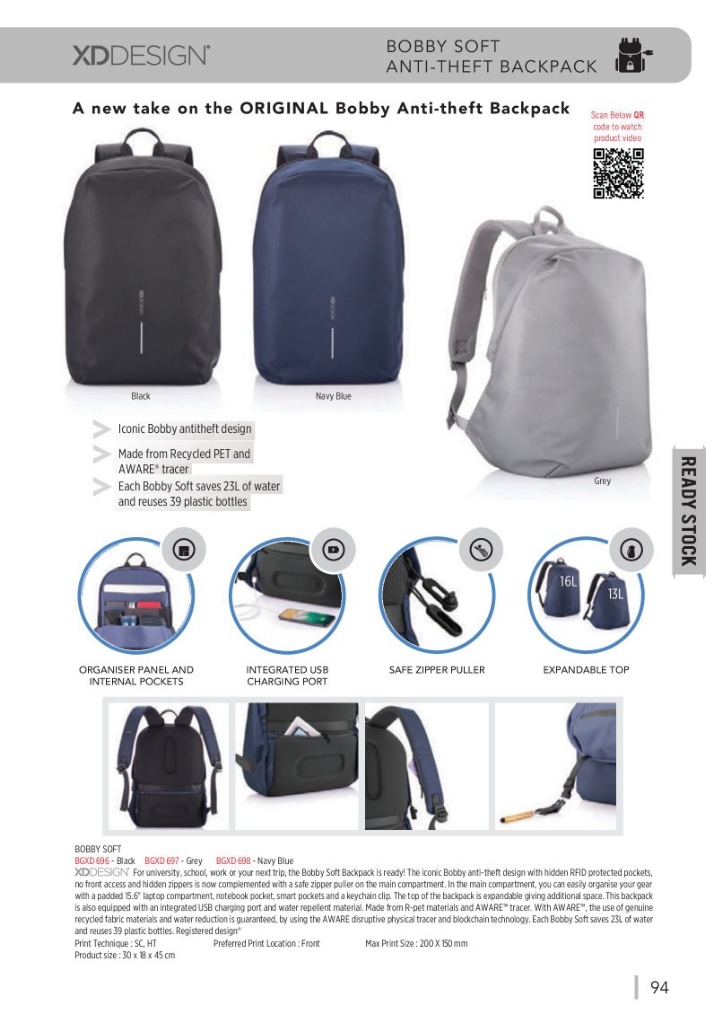 XDDESIGN®
BOBBY SOFT
ANTI-THEFT BACKPACK
A new take on the ORIGINAL Bobby Anti-theft Backpack
Scan Below QR
code to watch
product video
Black
Navy Blue
Grey
Iconic Bobby antitheft design
Made from Recycled PET and
AWARE® tracer
Each Bobby Soft saves 23L of water
and reuses 39 plastic bottles
READY STOCK
16L
13L
ORGANISER PANEL AND
INTERNAL POCKETS
INTEGRATED USB
CHARGING PORT
SAFE ZIPPER PULLER
EXPANDABLE TOP
BOBBY SOFT
BGXD 696 - Black BGXD 697 - Grey BGXD 698 - Navy Blue
XDDESIGN® For university, school, work or your next trip, the Bobby Soft Backpack is ready! The iconic Bobby anti-theft design with hidden RFID protected pockets,
no front access and hidden zippers is now complemented with a safe zipper puller on the main compartment. In the main compartment, you can easily organise your gear
with a padded 15.6" laptop compartment, notebook pocket, smart pockets and a keychain clip. The top of the backpack is expandable giving additional space. This backpack
is also equipped with an integrated USB charging port and water repellent material. Made from R-pet materials and AWARE™ tracer. With AWARE™, the use of genuine
recycled fabric materials and water reduction is guaranteed, by using the AWARE disruptive physical tracer and blockchain technology. Each Bobby Soft saves 23L of water
and reuses 39 plastic bottles. Registered design®
Print Technique : SC, HT Preferred Print Location : Front Max Print Size : 200 X 150 mm
Product size : 30 x 18 x 45 cm
94